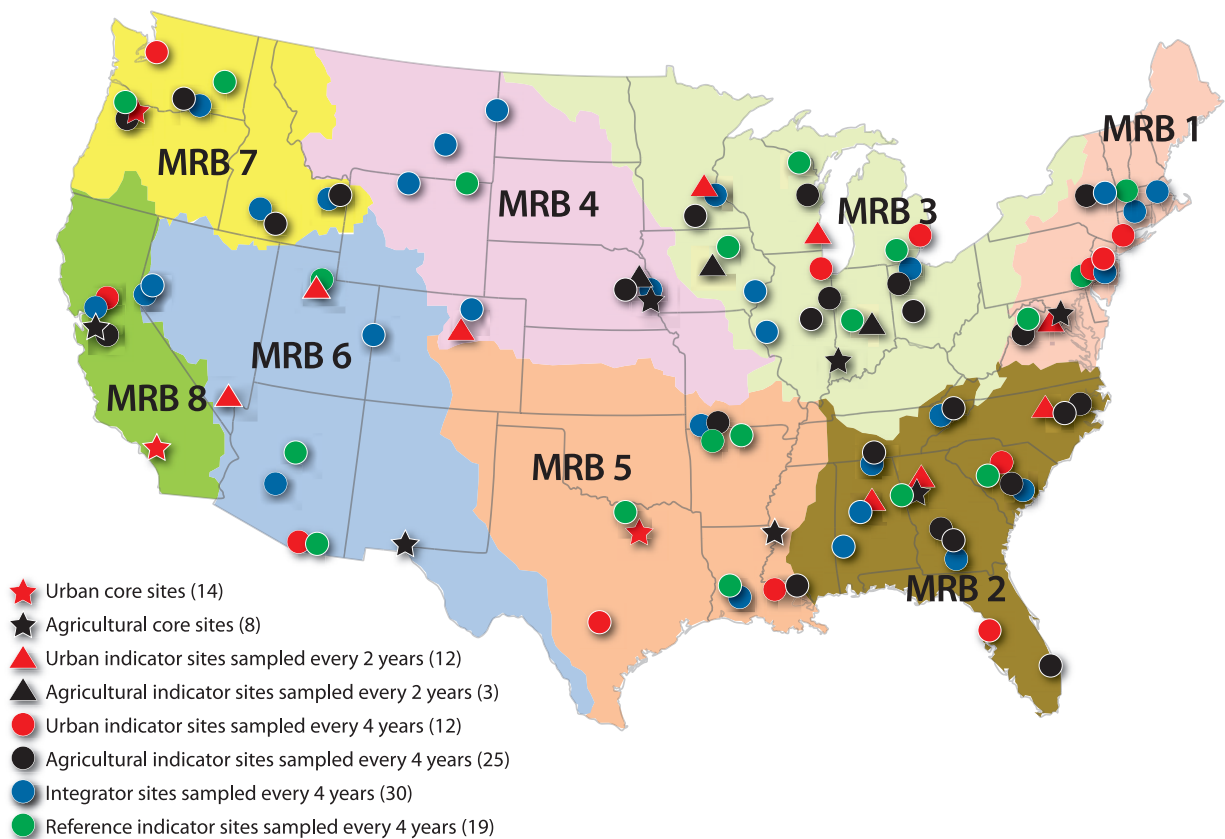 MRB 1
MRB 7
MRB 4
MRB 3
MRB 6
MRB 8
MRB 5
MRB 2
Urban core sites (14)
Agricultural core sites (8)
Urban indicator sites sampled every 2 years (12)
Agricultural indicator sites sampled every 2 years (3)
Urban indicator sites sampled every 4 years (12)
Agricultural indicator sites sampled every 4 years (25)
Integrator sites sampled every 4 years (30)
Reference indicator sites sampled every 4 years (19)